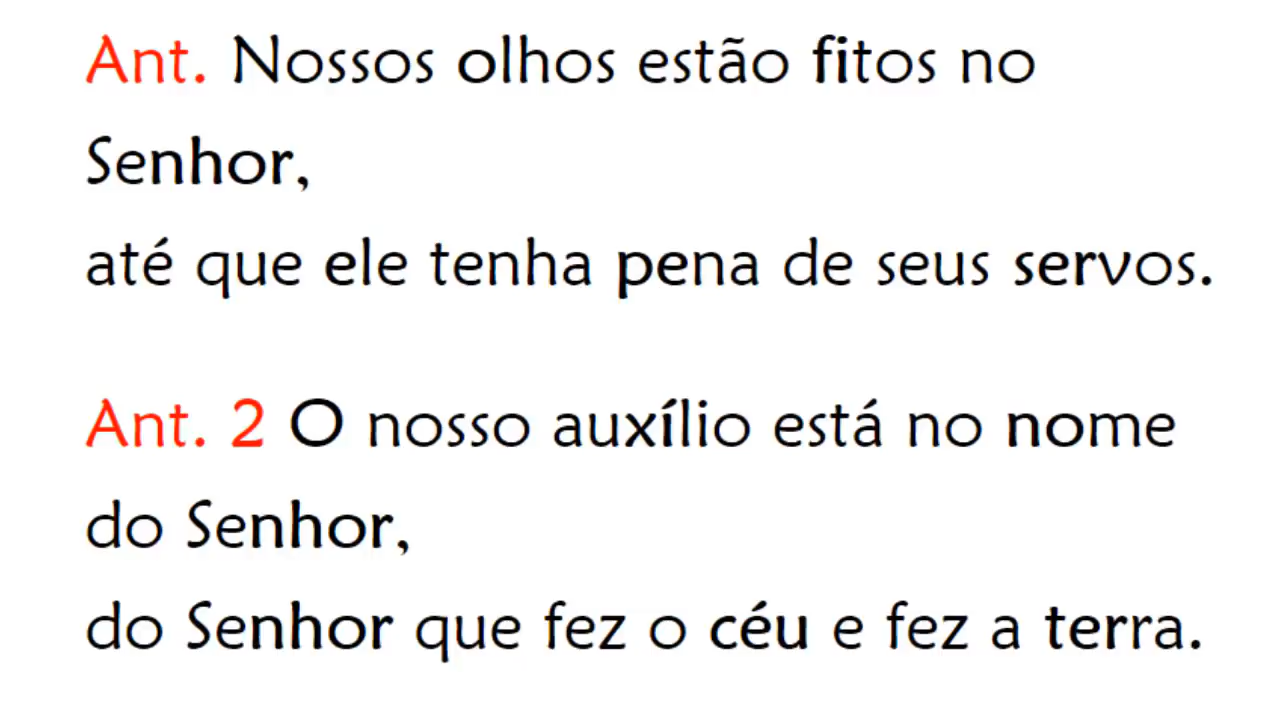 Ant. Nossos olhos estão fitos no
Senhor,
até que ele tenha pena de seus servos.
Ant. 2 O nosso auxílio está no nome
do Senhor,
do Senhor que fez o céu e fez a terra.